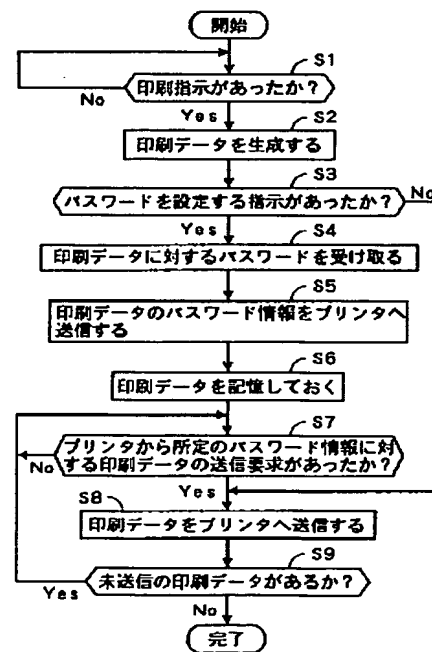 開始
S1
印刷指示があったか？
No
Yes
S2
印刷データを生成する
S3
パスワードを設定する指示があったか？
No
Yes
S4
印刷データに対するパスワードを受け取る
S5
印刷データのパスワード情報をプリンタへ
送信する
S6
印刷データを記憶しておく
S7
プリンタから所定のパスワード情報に対
する印刷データの送信要求があったか？
No
Yes
S8
印刷データをプリンタへ送信する
S9
未送信の印刷データがあるか？
Yes
No
完了